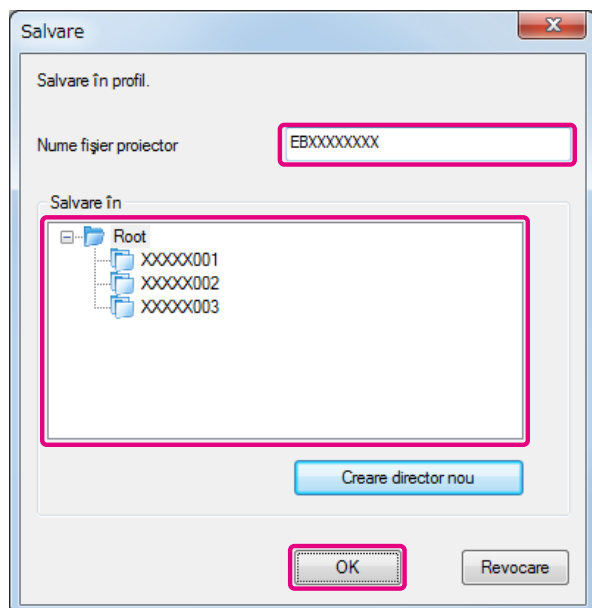 Salvare
Salvare în profil.
Nume fişier proiector EBXXXXXXXX
Salvare în
Root
XXXXX001
XXXXX002
XXXXX003
Creare director nou
OK Revocare